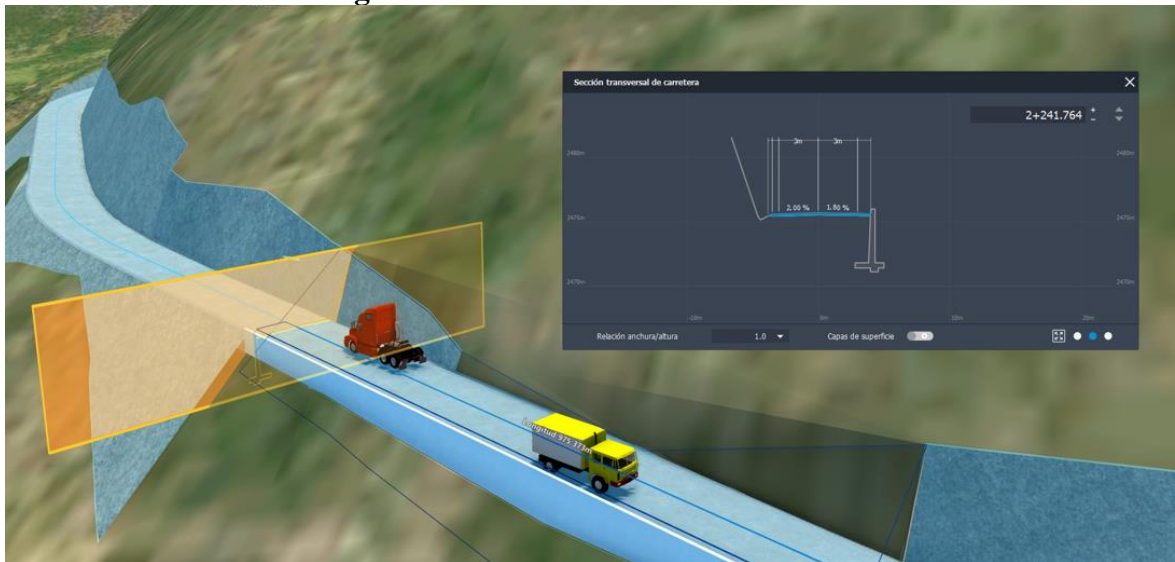 Sección transversal de carretera
2+241.764
3m 3m
2480m 2480m
2.00 % 1.80 %
2475m 2475m
2470m 2470m
-10m 0m 10m 20m
Longitud 975.373m
Relación anchura/altura 1.0 Capas de superficie